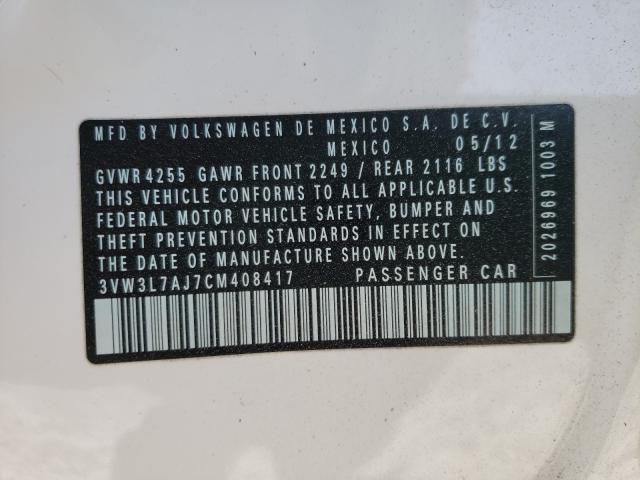 MFD BY VOLKSWAGEN DE MEXICO S.A. DE C.V.
MEXICO 05/12
GVWR 4255 GAWR FRONT 2249 / REAR 2116 LBS
THIS VEHICLE CONFORMS TO ALL APPLICABLE U.S.
FEDERAL MOTOR VEHICLE SAFETY, BUMPER AND
THEFT PREVENTION STANDARDS IN EFFECT ON
THE DATE OF MANUFACTURE SHOWN ABOVE.
3VW3L7AJ7CM408417 PASSENGER CAR
2026969 1003 M